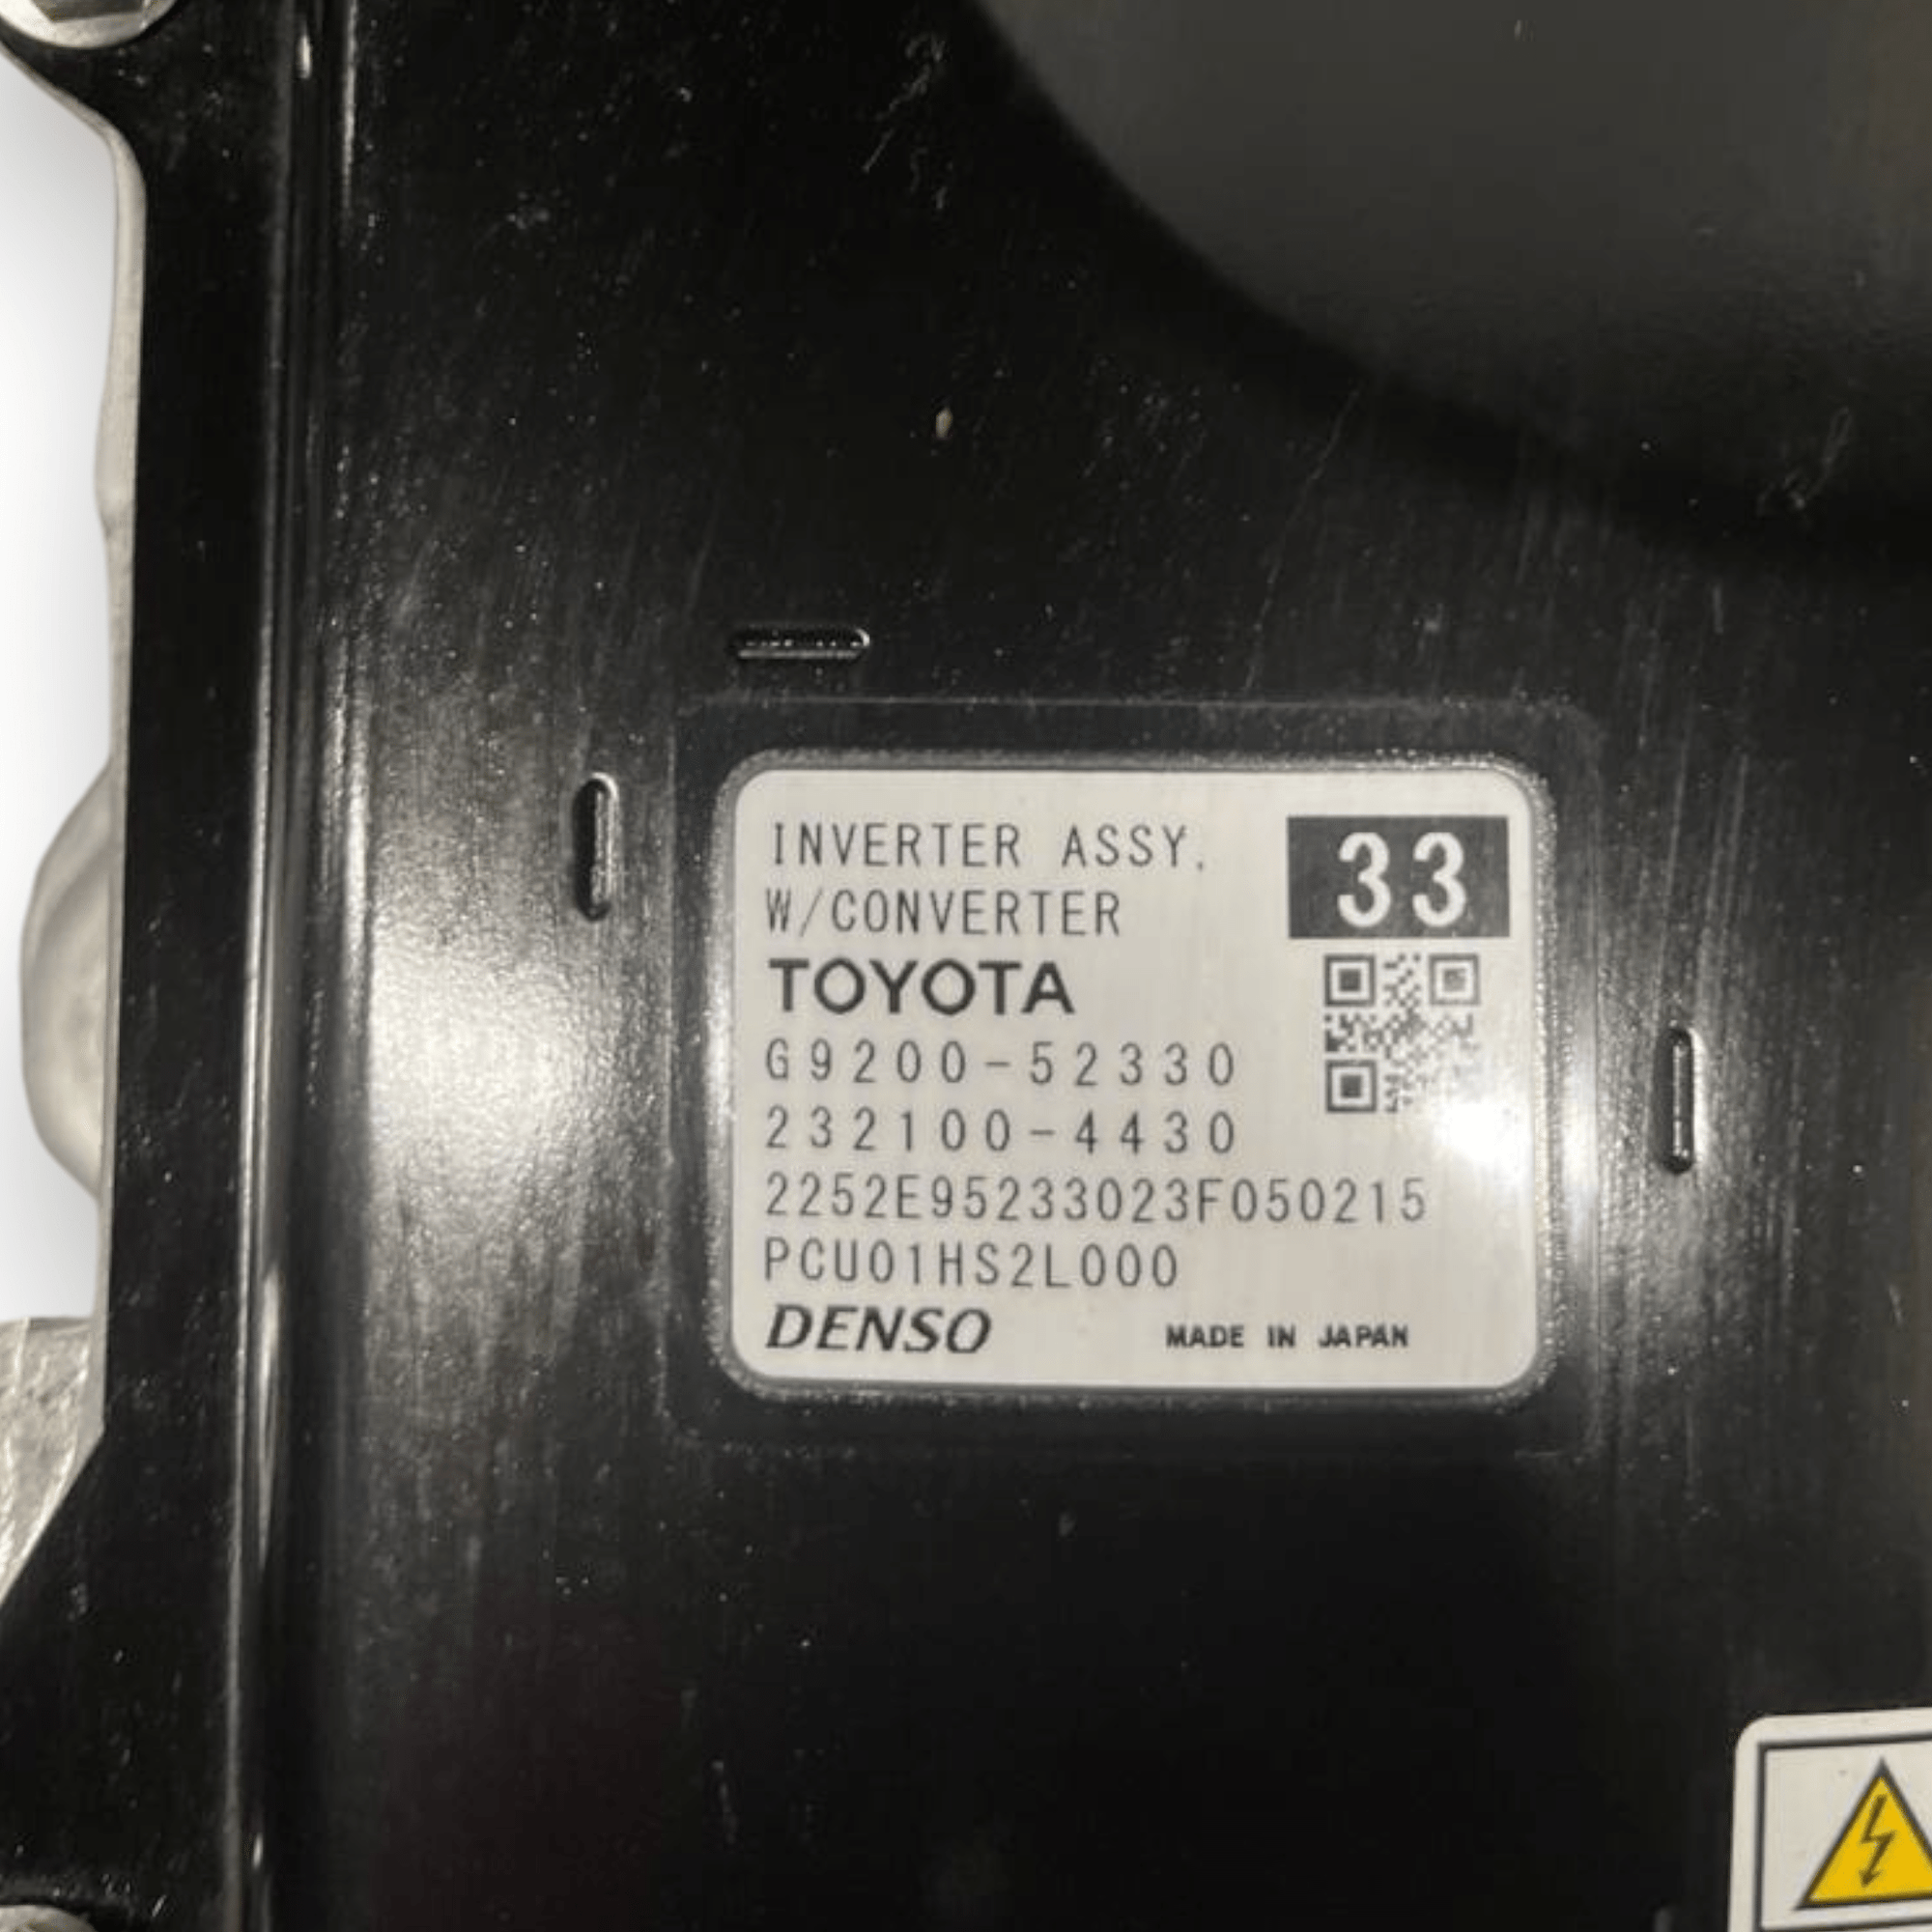 INVERTER ASSY.
W/CONVERTER
33
TOYOTA
G9200-52330
232100-4430
2252E95233023F050215
PCU01HS2L000
DENSO
MADE IN JAPAN